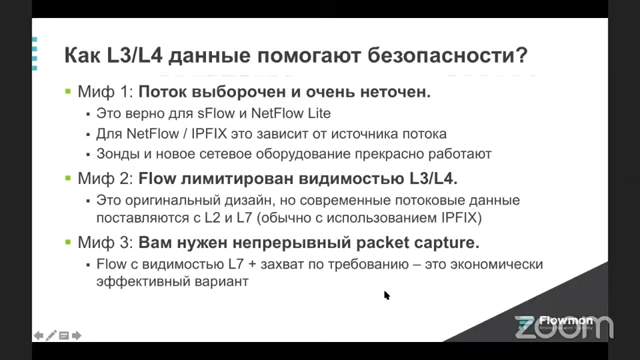 Как L3/L4 данные помогают безопасности?
Миф 1: Поток выборочен и очень неточен.
Это верно для sFlow и NetFlow Lite
Для NetFlow / IPFIX это зависит от источника потока
Зонды и новое сетевое оборудование прекрасно работают
Миф 2: Flow лимитирован видимостью L3/L4.
Это оригинальный дизайн, но современные потоковые данные
поставляются с L2 и L7 (обычно с использованием IPFIX)
Миф 3: Вам нужен непрерывный packet capture.
Flow с видимостью L7 + захват по требованию – это экономически
эффективный вариант
Flowmon
zoom